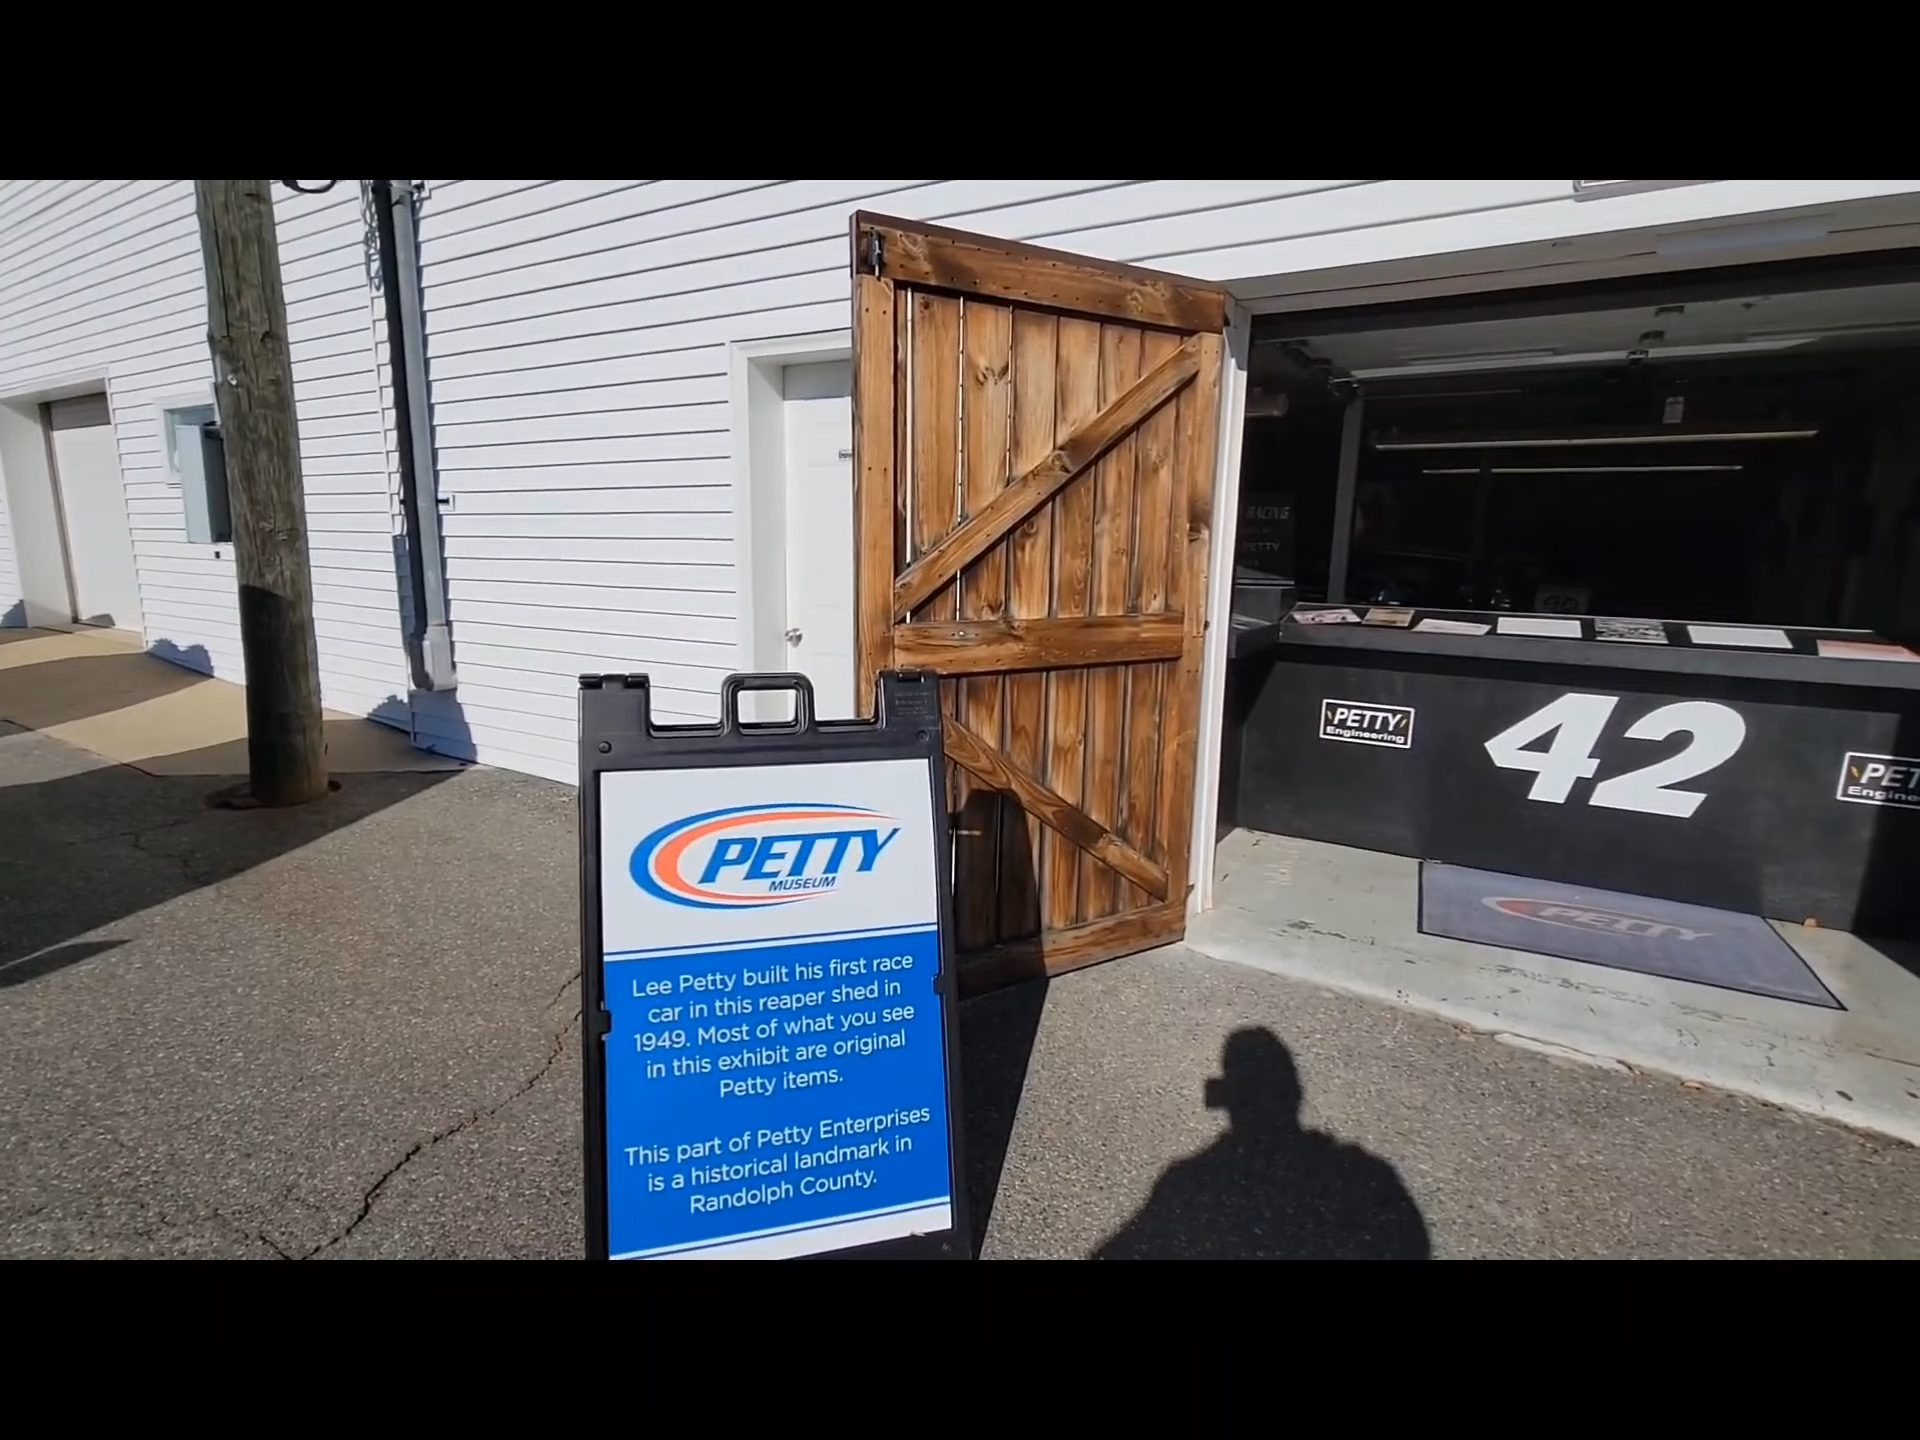 PETTY
MUSEUM
Lee Petty built his first race
car in this reaper shed in
1949. Most of what you see
in this exhibit are original
Petty items.
This part of Petty Enterprises
is a historical landmark in
Randolph County.
RACING
PETTY
PETTY
Engineering
42
PET
Engine
PETTY